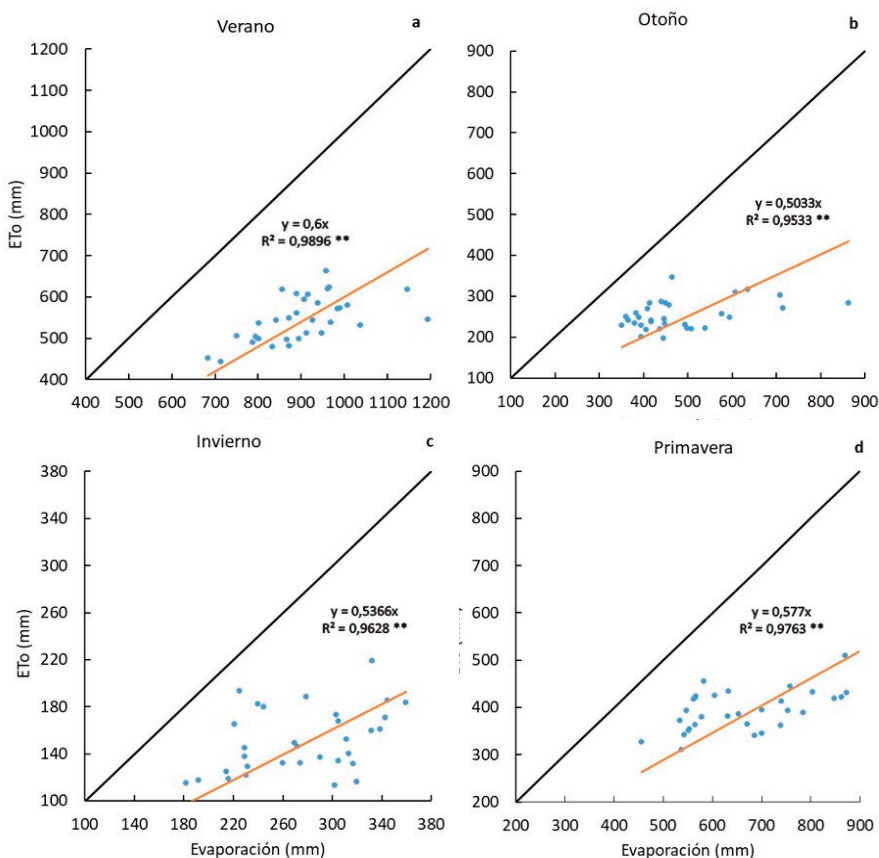 Verano
a
1200
1100
1000
900
800
700
600
500
400
ETo (mm)
y = 0,6x
R² = 0,9896 **
400 500 600 700 800 900 1000 1100 1200
Otoño
b
900
800
700
600
500
400
300
200
100
ETo (mm)
y = 0,5033x
R² = 0,9533 **
100 200 300 400 500 600 700 800 900
Invierno
c
380
340
300
260
220
180
140
100
ETo (mm)
y = 0,5366x
R² = 0,9628 **
100 140 180 220 260 300 340 380
Evaporación (mm)
Primavera
d
900
800
700
600
500
400
300
200
y = 0,577x
R² = 0,9763 **
200 300 400 500 600 700 800 900
Evaporación (mm)